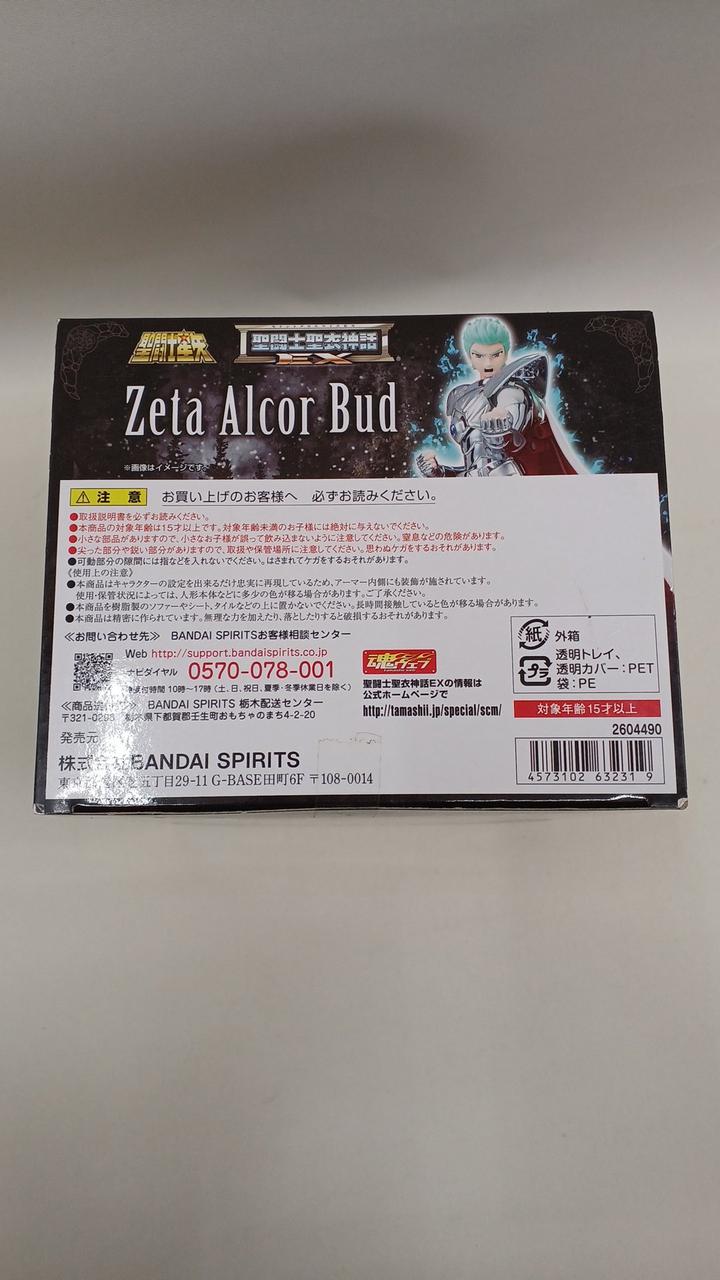 聖闘士星矢
聖闘士聖衣神話
EX
Zeta Alcor Bud
※画像はイメージです。
注 意 お買い上げのお客様へ 必ずお読みください。
●取扱説明書を必ずお読みください。
●本商品の対象年齢は15才以上です。対象年齢未満のお子様には絶対に与えないでください。
●小さな部品がありますので、小さなお子様が誤って飲み込まないように注意してください。窒息などの危険があります。
●尖った部分や鋭い部分がありますので、取扱や保管場所に注意してください。思わぬケガをするおそれがあります。
●可動部分の隙間には指などを入れないでください。はさまれてケガをするおそれがあります。
《使用上の注意》
●本商品はキャラクターの設定を出来るだけ忠実に再現しているため、アーマー内側にも装飾が施されています。
使用・保管状況によっては、人形本体などに多少の色が移る場合があります。ご了承ください。
●本商品を樹脂製のソファーやシート、タイルなどの上に置かないでください。長時間接触していると色が移る場合があります。
●本商品は精密に作られています。無理な力を加えたり、落としたりすると破損するおそれがあります。
≪お問い合わせ先≫ BANDAI SPIRITSお客様相談センター
Web http://support.bandaispirits.co.jp
ナビダイヤル 0570-078-001
受付時間 10時〜17時(土、日、祝日、夏季・冬季休業日を除く)
BANDAI SPIRITS 栃木配送センター
〒321-0298 栃木県下都賀郡壬生町おもちゃのまち4-2-20
発売元
株式会社BANDAI SPIRITS
五丁目29-11 G-BASE田町6F 〒108-0014
魂ウェブ
聖闘士聖衣神話EXの情報は
公式ホームページで
http://tamashii.jp/special/scm/
紙 外箱
プラ 透明トレイ、
透明カバー:PET
袋:PE
対象年齢15才以上
2604490
4573102 63231 9